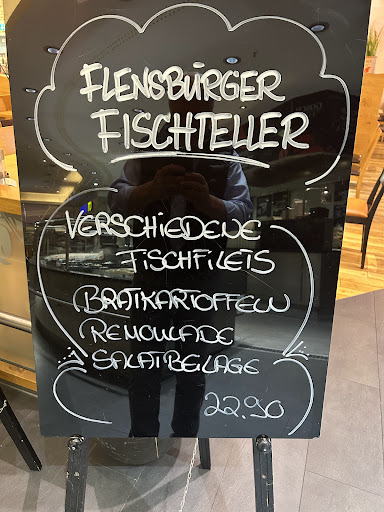 FLENSBURGER
FISCHTELLER
VERSCHIEDENE
FISCHFILETS
BRATKARTOFFELN
REMOULADE
SALATBEILAGE
22.90